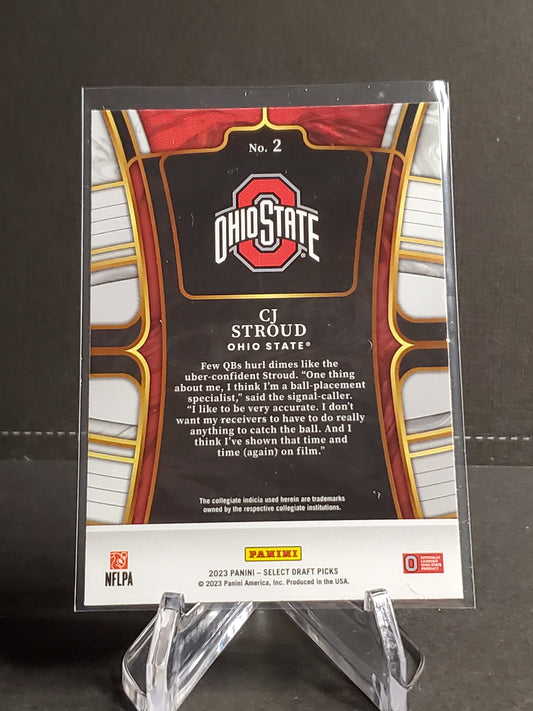 No. 2
OHIO STATE
CJ
STROUD
OHIO STATE®
Few QBs hurl dimes like the
uber-confident Stroud. “One thing
about me, I think I'm a ball-placement
specialist,” said the signal-caller.
“I like to be very accurate. I don't
want my receivers to have to do really
anything to catch the ball. And I
think I've shown that time and
time (again) on film.”
The collegiate indicia used herein are trademarks
owned by the respective collegiate institutions.
PANINI
NFLPA
2023 PANINI – SELECT DRAFT PICKS
© 2023 Panini America, Inc. Produced in the USA.
OFFICIALLY
LICENSED
OHIO STATE
PRODUCT